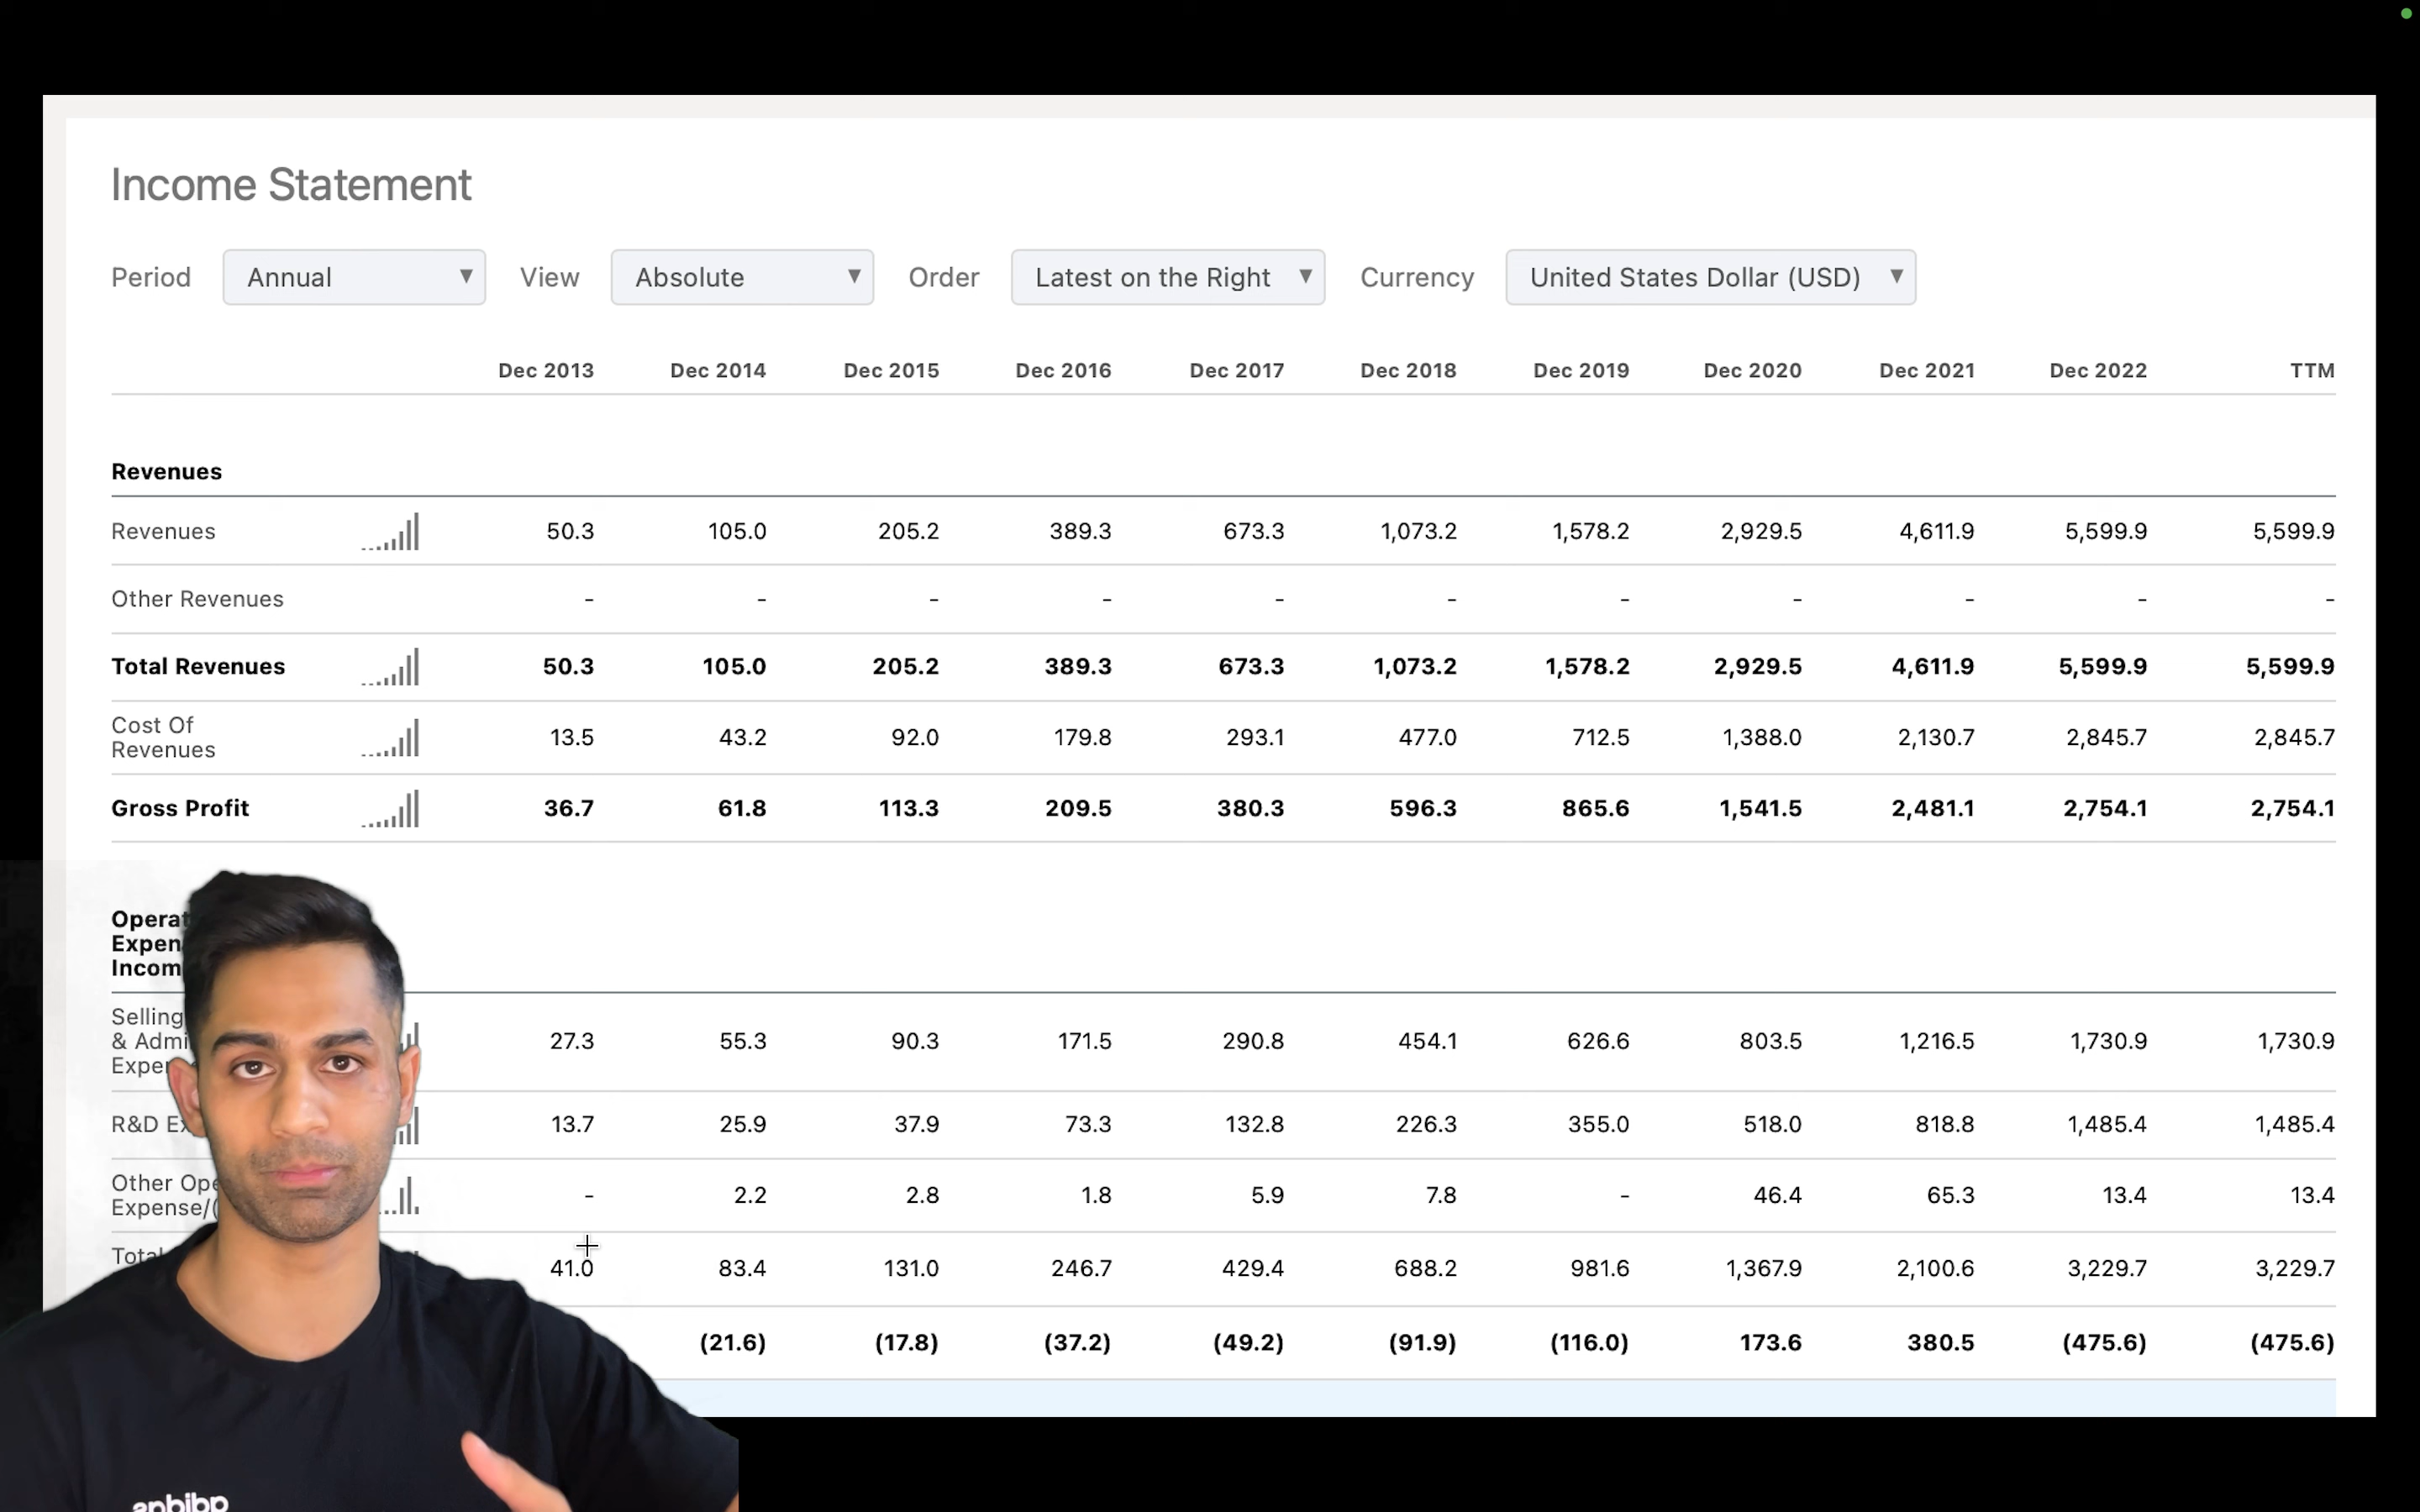 Income Statement
Period Annual View Absolute Order Latest on the Right Currency United States Dollar (USD)
Dec 2013 Dec 2014 Dec 2015 Dec 2016 Dec 2017 Dec 2018 Dec 2019 Dec 2020 Dec 2021 Dec 2022 TTM
Revenues
Revenues 50.3 105.0 205.2 389.3 673.3 1,073.2 1,578.2 2,929.5 4,611.9 5,599.9 5,599.9
Other Revenues - - - - - - - - - - -
Total Revenues 50.3 105.0 205.2 389.3 673.3 1,073.2 1,578.2 2,929.5 4,611.9 5,599.9 5,599.9
Cost Of
Revenues 13.5 43.2 92.0 179.8 293.1 477.0 712.5 1,388.0 2,130.7 2,845.7 2,845.7
Gross Profit 36.7 61.8 113.3 209.5 380.3 596.3 865.6 1,541.5 2,481.1 2,754.1 2,754.1
Selling
& 27.3 55.3 90.3 171.5 290.8 454.1 626.6 803.5 1,216.5 1,730.9 1,730.9
R&D 13.7 25.9 37.9 73.3 132.8 226.3 355.0 518.0 818.8 1,485.4 1,485.4
Other
Expense/( - 2.2 2.8 1.8 5.9 7.8 - 46.4 65.3 13.4 13.4
Total 41.0 83.4 131.0 246.7 429.4 688.2 981.6 1,367.9 2,100.6 3,229.7 3,229.7
(21.6) (17.8) (37.2) (49.2) (91.9) (116.0) 173.6 380.5 (475.6) (475.6)